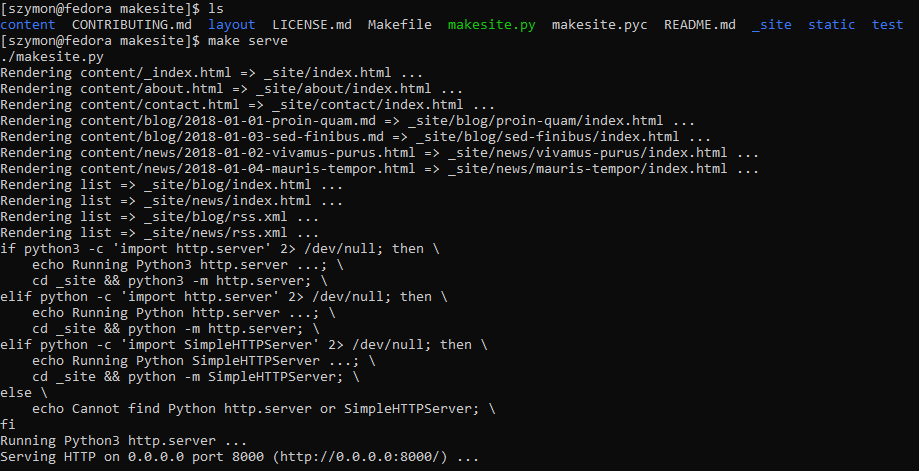 [szymon@fedora makesite]$ ls
content  CONTRIBUTING.md  layout  LICENSE.md  Makefile  makesite.py  makesite.pyc  README.md  _site  static  test
[szymon@fedora makesite]$ make serve
./makesite.py
Rendering content/_index.html => _site/index.html ...
Rendering content/about.html => _site/about/index.html ...
Rendering content/contact.html => _site/contact/index.html ...
Rendering content/blog/2018-01-01-proin-quam.md => _site/blog/proin-quam/index.html ...
Rendering content/blog/2018-01-03-sed-finibus.md => _site/blog/sed-finibus/index.html ...
Rendering content/news/2018-01-02-vivamus-purus.html => _site/news/vivamus-purus/index.html ...
Rendering content/news/2018-01-04-mauris-tempor.html => _site/news/mauris-tempor/index.html ...
Rendering list => _site/blog/index.html ...
Rendering list => _site/news/index.html ...
Rendering list => _site/blog/rss.xml ...
Rendering list => _site/news/rss.xml ...
if python3 -c 'import http.server' 2> /dev/null; then \
    echo Running Python3 http.server ...; \
    cd _site && python3 -m http.server; \
elif python -c 'import http.server' 2> /dev/null; then \
    echo Running Python http.server ...; \
    cd _site && python -m http.server; \
elif python -c 'import SimpleHTTPServer' 2> /dev/null; then \
    echo Running Python SimpleHTTPServer ...; \
    cd _site && python -m SimpleHTTPServer; \
else \
    echo Cannot find Python http.server or SimpleHTTPServer; \
fi
Running Python3 http.server ...
Serving HTTP on 0.0.0.0 port 8000 (http://0.0.0.0:8000/) ...